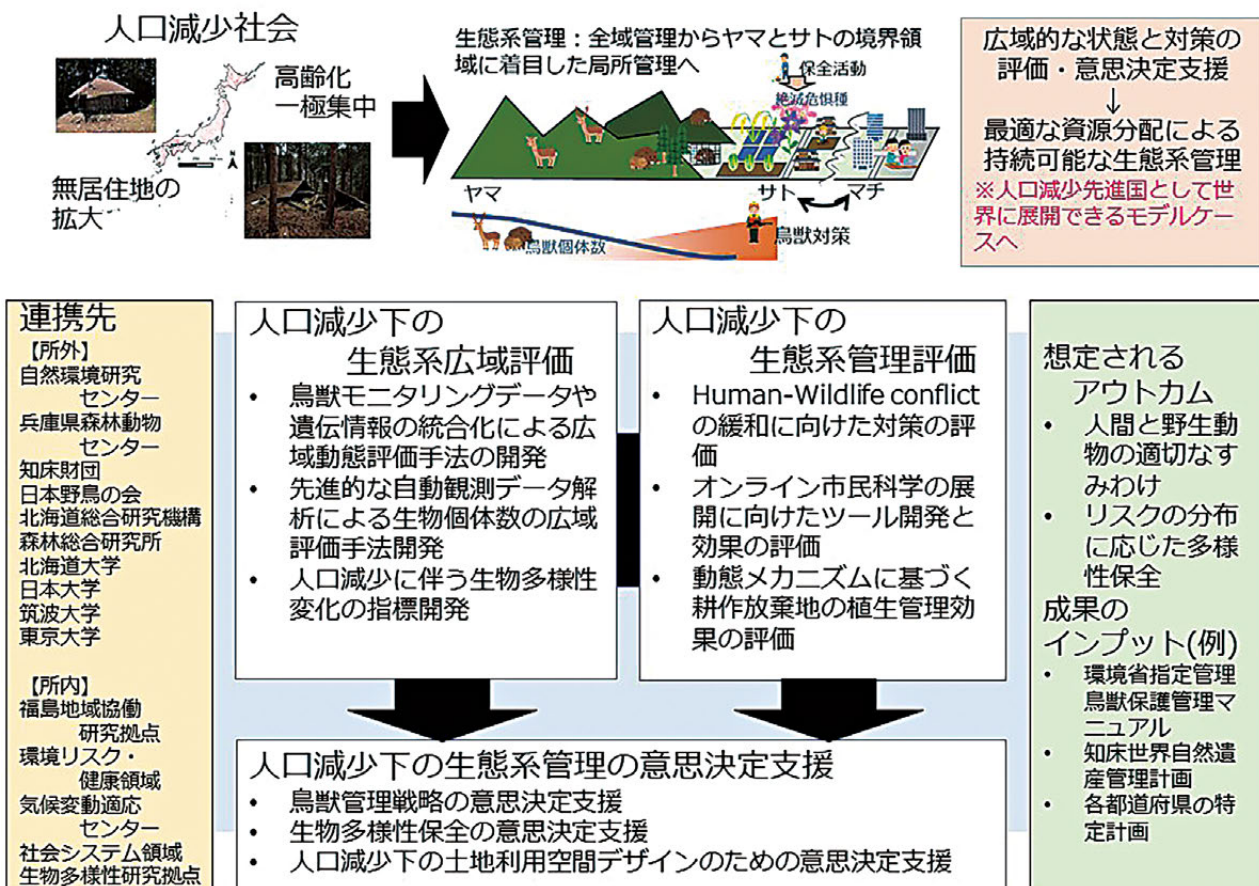 人口減少社会
高齢化
一極集中
無居住地の
拡大
生態系管理：全域管理からヤマとサトの境界領
域に着目した局所管理へ
保全活動
絶滅危惧種
ヤマ
サト
マチ
鳥獣個体数
鳥獣対策
広域的な状態と対策の
評価・意思決定支援
↓
最適な資源分配による
持続可能な生態系管理
※人口減少先進国として世
界に展開できるモデルケー
スへ
連携先
【所外】
自然環境研究
センター
兵庫県森林動物
センター
知床財団
日本野鳥の会
北海道総合研究機構
森林総合研究所
北海道大学
日本大学
筑波大学
東京大学
【所内】
福島地域協働
研究拠点
環境リスク・
健康領域
気候変動適応
センター
社会システム領域
生物多様性研究拠点
人口減少下の
生態系広域評価
• 鳥獣モニタリングデータや
遺伝情報の統合化による広
域動態評価手法の開発
• 先進的な自動観測データ解
析による生物個体数の広域
評価手法開発
• 人口減少に伴う生物多様性
変化の指標開発
人口減少下の
生態系管理評価
• Human-Wildlife conflict
の緩和に向けた対策の評
価
• オンライン市民科学の展
開に向けたツール開発と
効果の評価
• 動態メカニズムに基づく
耕作放棄地の植生管理効
果の評価
人口減少下の生態系管理の意思決定支援
• 鳥獣管理戦略の意思決定支援
• 生物多様性保全の意思決定支援
• 人口減少下の土地利用空間デザインのための意思決定支援
想定される
アウトカム
• 人間と野生動
物の適切なす
みわけ
• リスクの分布
に応じた多様
性保全
成果の
インプット(例)
• 環境省指定管理
鳥獣保護管理マ
ニュアル
• 知床世界自然遺
産管理計画
• 各都道府県の特
定計画